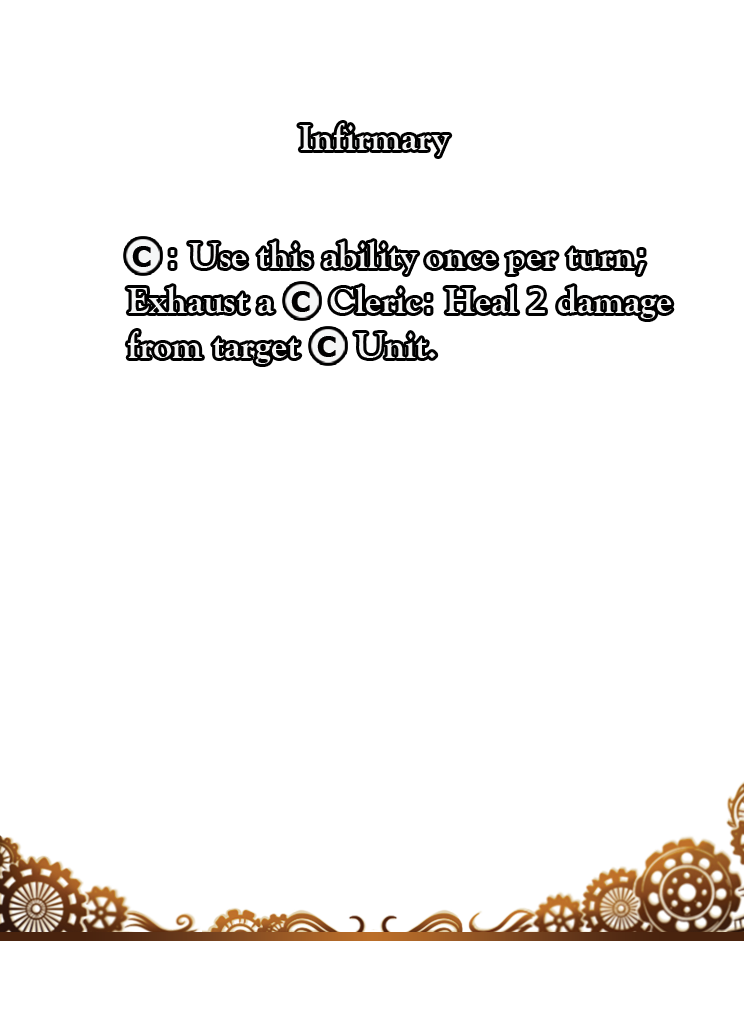 Infirmary
©: Use this ability once per turn;
Exhaust a © Cleric: Heal 2 damage
from target © Unit.